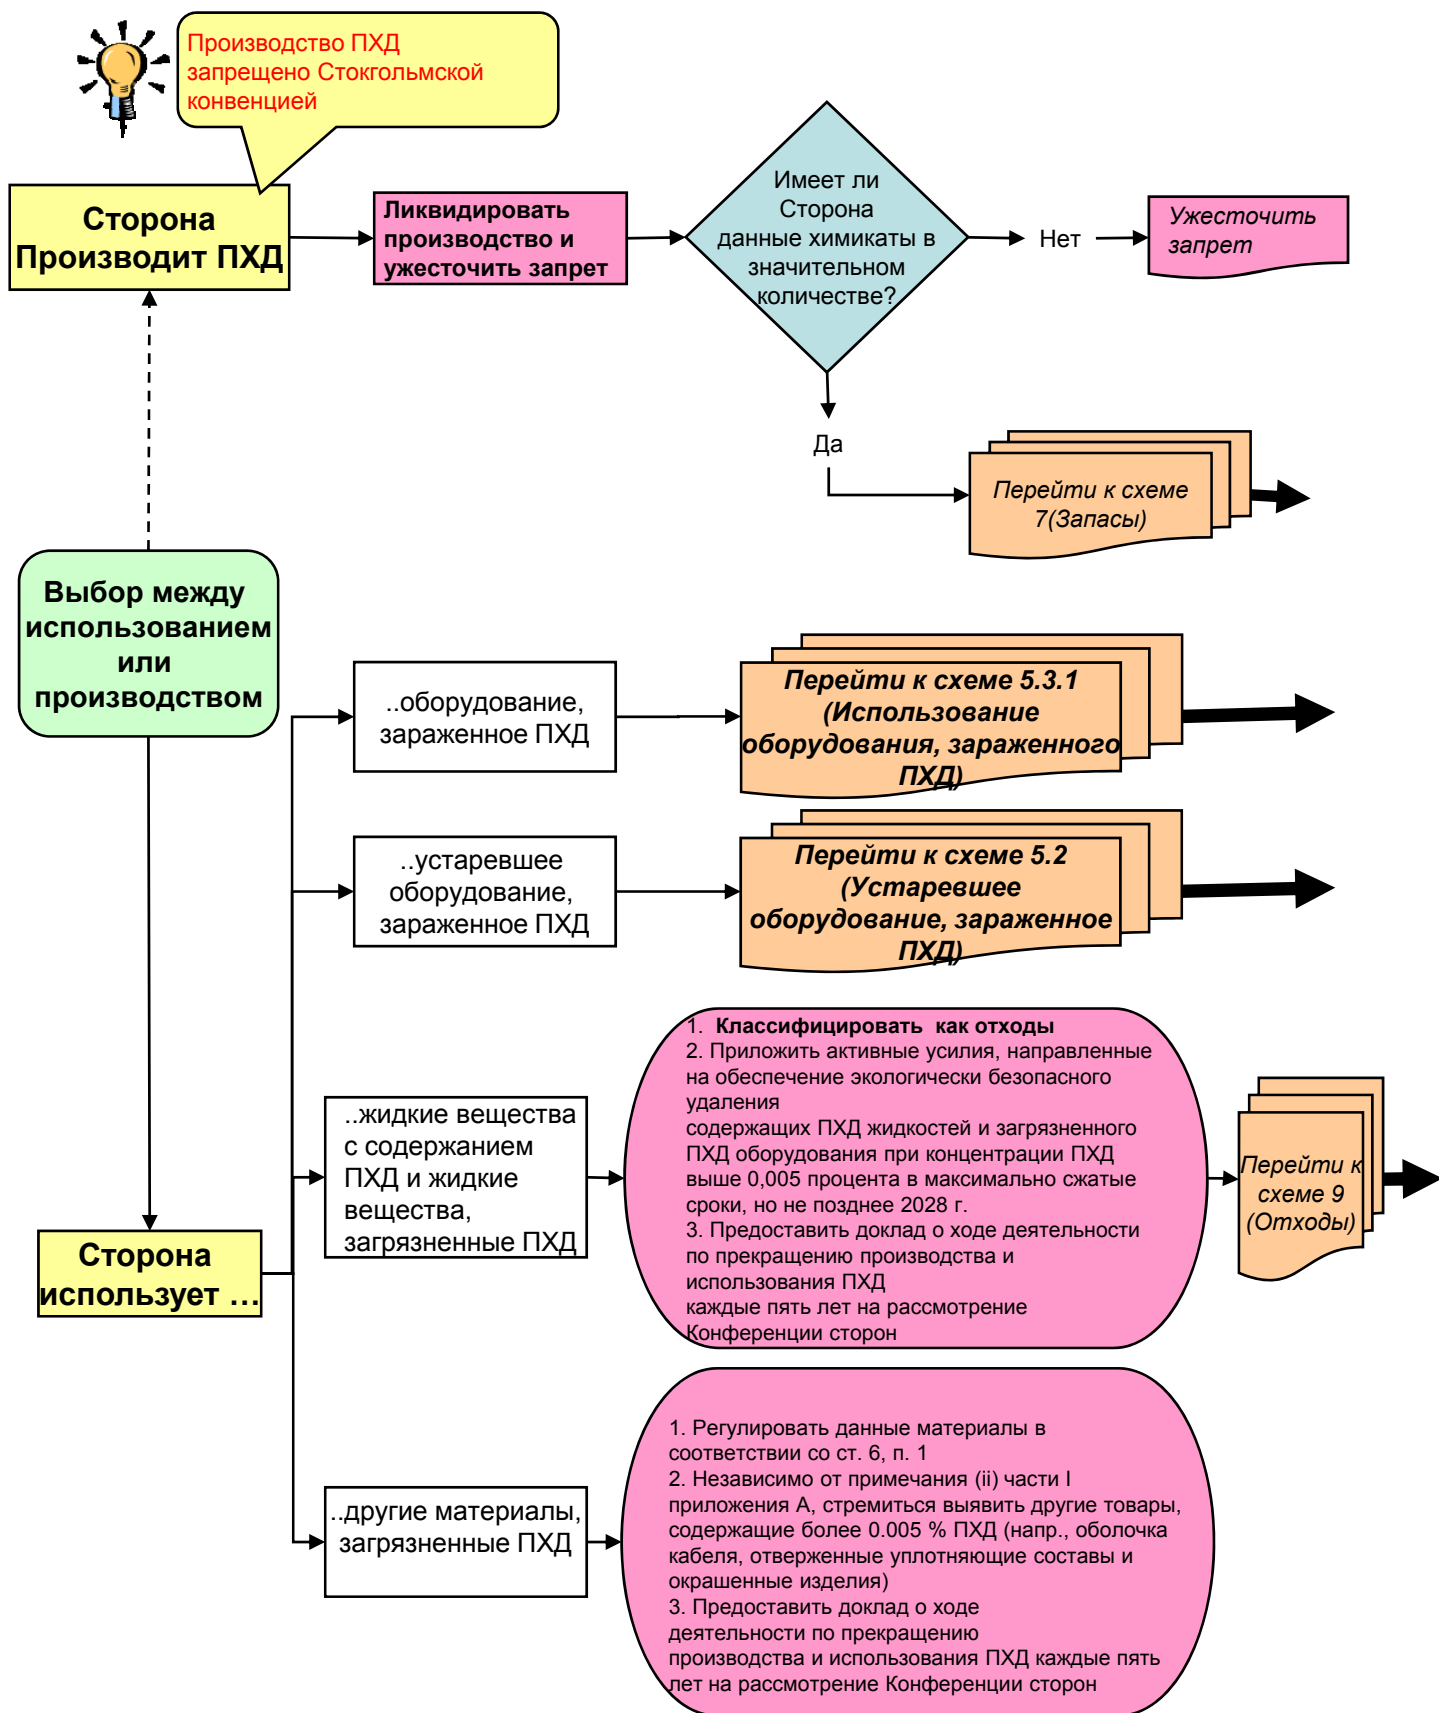 Производство ПХД
запрещено Стокгольмской
конвенцией
Сторона
Производит ПХД
Ликвидировать
производство и
ужесточить запрет
Имеет ли
Сторона
данные химикаты в
значительном
количестве?
Нет
Ужесточить
запрет
Да
Перейти к схеме
7(Запасы)
Выбор между
использованием
или
производством
..оборудование,
зараженное ПХД
Перейти к схеме 5.3.1
(Использование
оборудования, зараженного
ПХД)
..устаревшее
оборудование,
зараженное ПХД
Перейти к схеме 5.2
(Устаревшее
оборудование, зараженное
ПХД)
..жидкие вещества
с содержанием
ПХД и жидкие
вещества,
загрязненные ПХД
1. Классифицировать как отходы
2. Приложить активные усилия, направленные
на обеспечение экологически безопасного
удаления
содержащих ПХД жидкостей и загрязненного
ПХД оборудования при концентрации ПХД
выше 0,005 процента в максимально сжатые
сроки, но не позднее 2028 г.
3. Предоставить доклад о ходе деятельности
по прекращению производства и
использования ПХД
каждые пять лет на рассмотрение
Конференции сторон
Перейти к
схеме 9
(Отходы)
Сторона
использует ...
..другие материалы,
загрязненные ПХД
1. Регулировать данные материалы в
соответствии со ст. 6, п. 1
2. Независимо от примечания (ii) части I
приложения А, стремиться выявить другие товары,
содержащие более 0.005 % ПХД (напр., оболочка
кабеля, отверженные уплотняющие составы и
окрашенные изделия)
3. Предоставить доклад о ходе
деятельности по прекращению
производства и использования ПХД каждые пять
лет на рассмотрение Конференции сторон